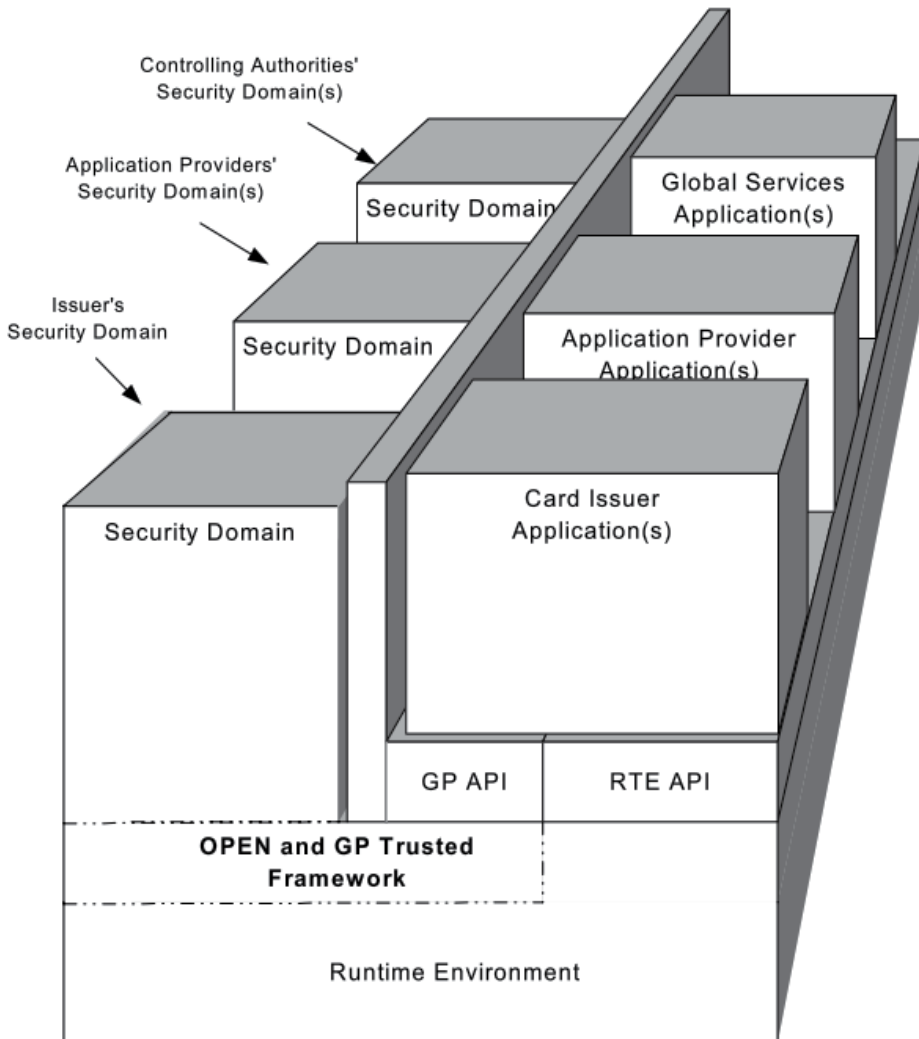 Controlling Authorities'
Security Domain(s)
Application Providers'
Security Domain(s)
Issuer's
Security Domain
Security Domain
Global Services
Application(s)
Security Domain
Application Provider
Application(s)
Security Domain
Card Issuer
Application(s)
GP API
RTE API
OPEN and GP Trusted
Framework
Runtime Environment